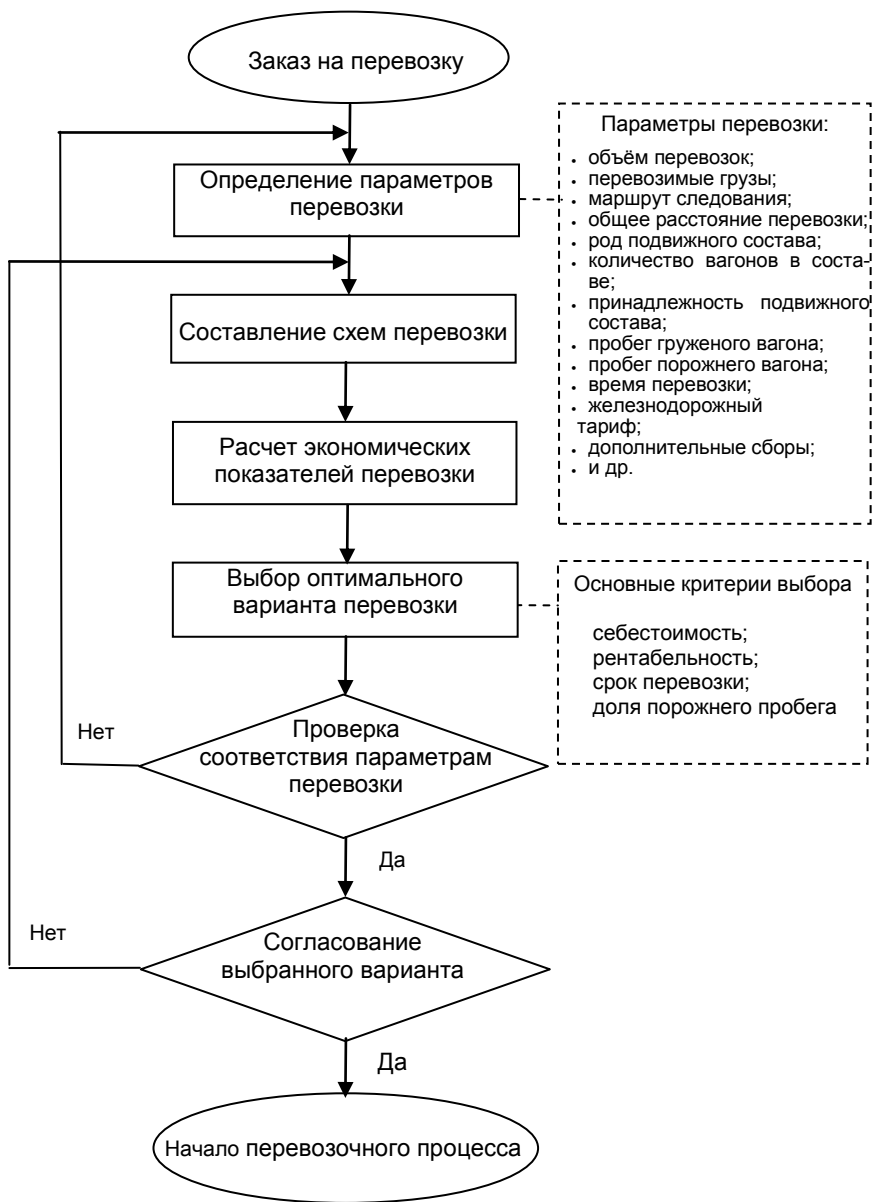 Заказ на перевозку
Определение параметров
перевозки
Параметры перевозки:
• объём перевозок;
• перевозимые грузы;
• маршрут следования;
• общее расстояние перевозки;
• род подвижного состава;
• количество вагонов в соста-
ве;
• принадлежность подвижного
состава;
• пробег груженого вагона;
• пробег порожнего вагона;
• время перевозки;
• железнодорожный
тариф;
• дополнительные сборы;
• и др.
Составление схем перевозки
Расчет экономических
показателей перевозки
Выбор оптимального
варианта перевозки
Основные критерии выбора
себестоимость;
рентабельность;
срок перевозки;
доля порожнего пробега
Нет
Проверка
соответствия параметрам
перевозки
Да
Нет
Согласование
выбранного варианта
Да
Начало перевозочного процесса